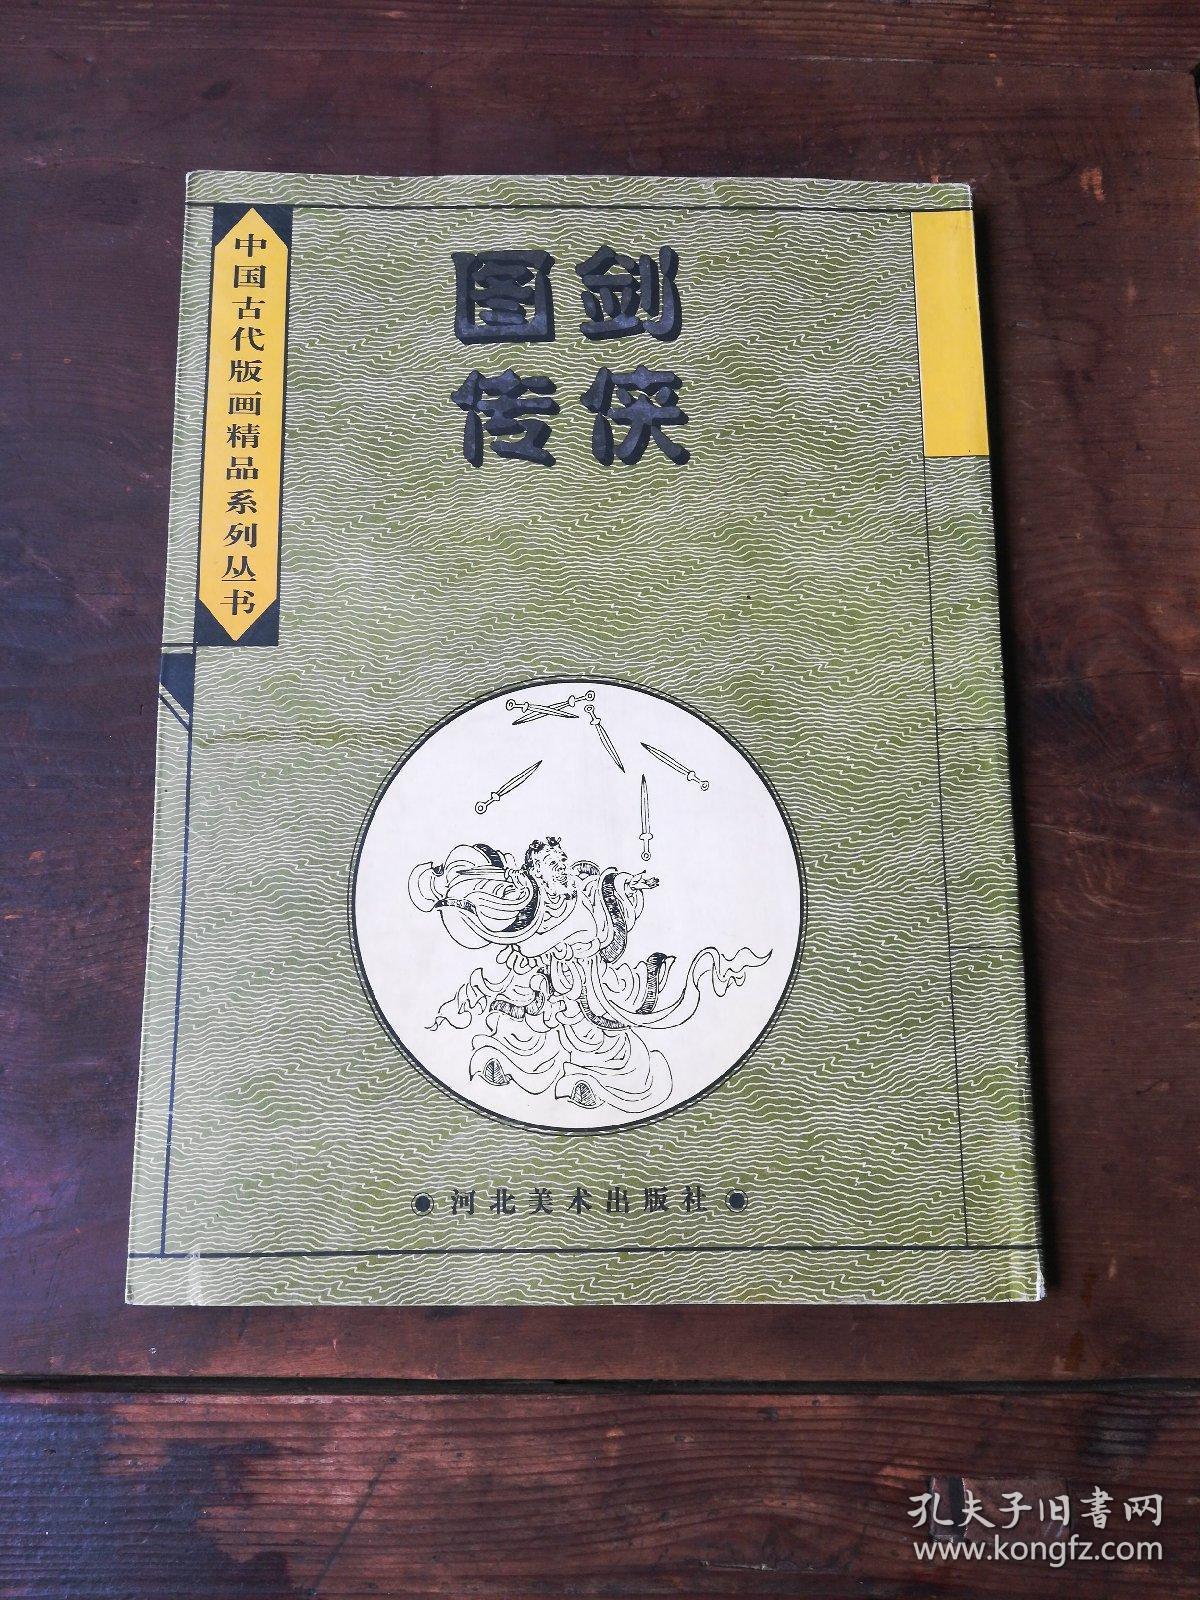 中国古代版画精品系列丛书
剑侠
图传
河北美术出版社
孔夫子旧書网
www.kongfz.com